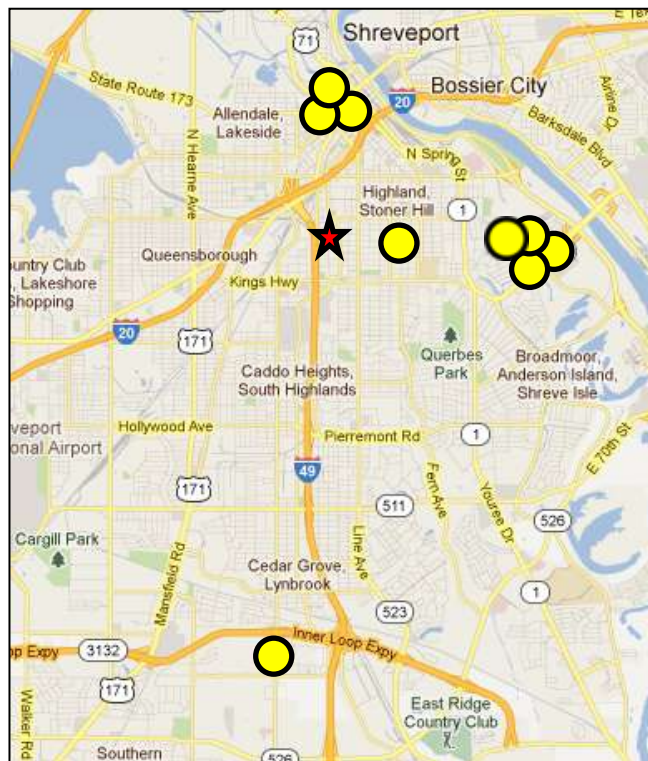 E Te
71
Shreveport
State Route 173
20
Bossier City
Airline Dr
Allendale,
Lakeside
Barksdale Blvd
N Hearne Ave
N Spring St
Highland,
Stoner Hill
1
Queensborough
ountry Club
s, Lakeshore
Shopping
Kings Hwy
20
171
Querbes
Park
Broadmoor,
Anderson Island,
Shreve Isle
Caddo Heights,
South Highlands
veport
onal Airport
Hollywood Ave
Pierremont Rd
1
E 70th St
49
171
Fern Ave
Youree Dr
511
526
Cargill Park
Line Ave
Mansfield Rd
Cedar Grove,
Lynbrook
1
523
op Expy
3132
Inner Loop Expy
171
Walker Rd
East Ridge
Country Club
Southern
526